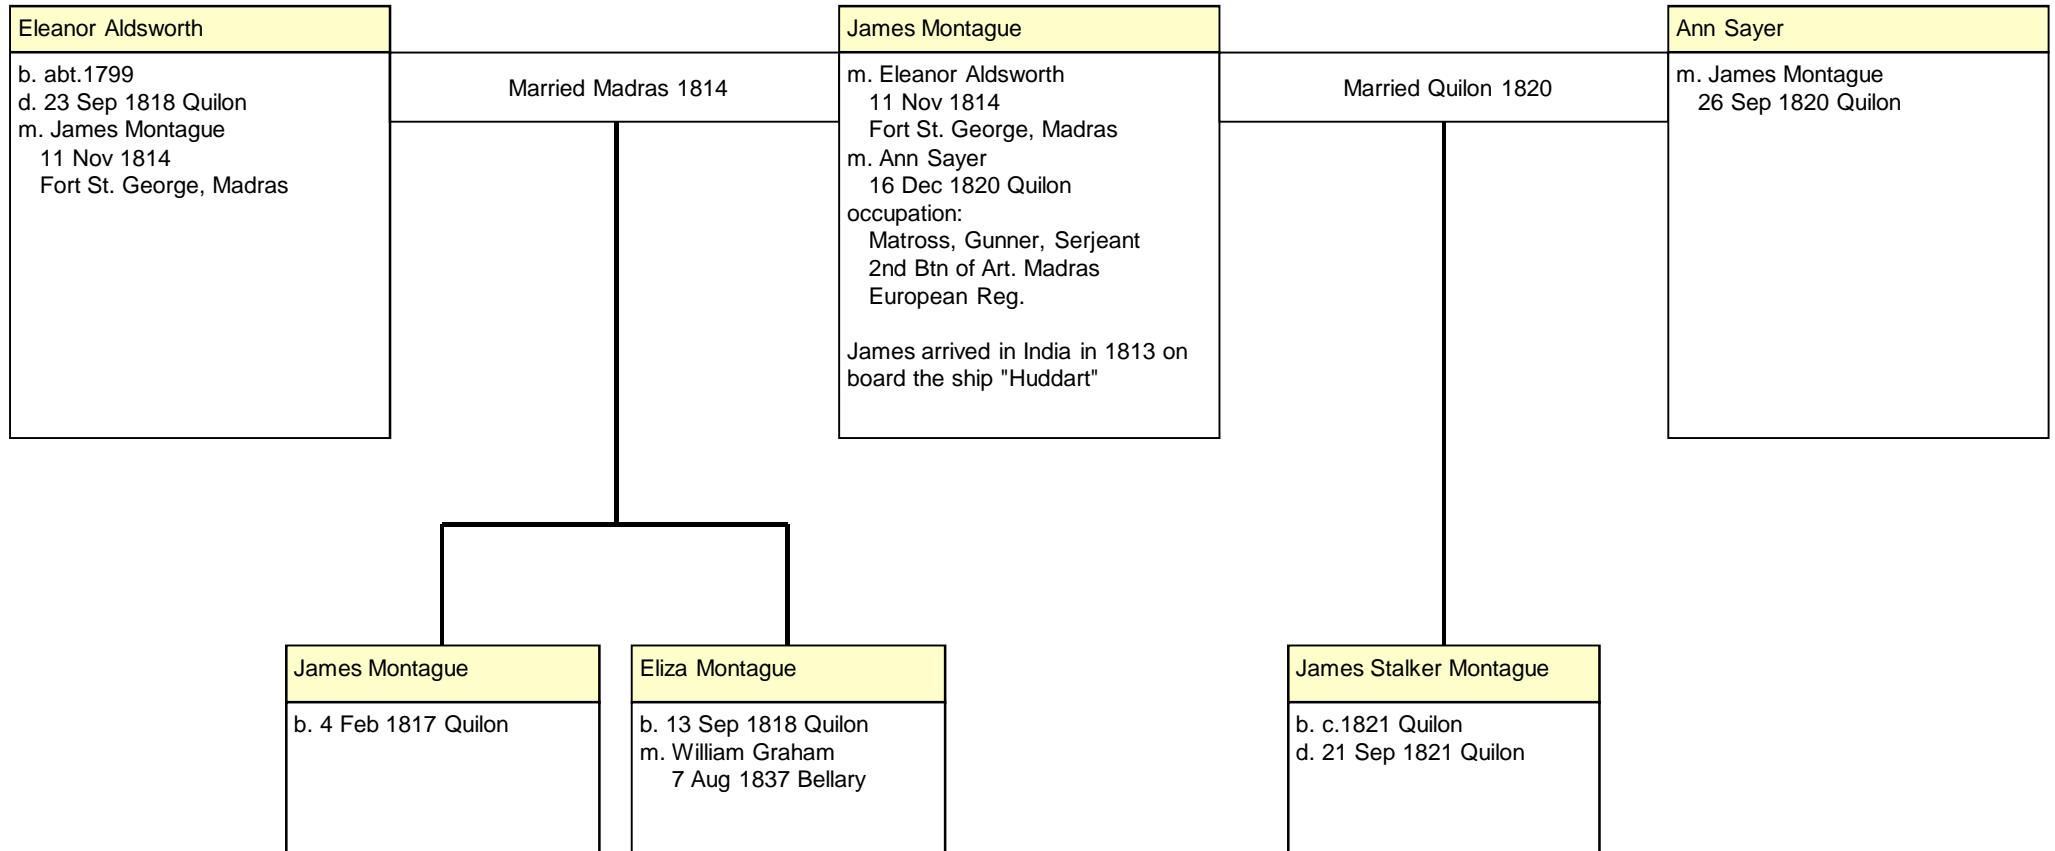 Eleanor Aldsworth
b. abt.1799
d. 23 Sep 1818 Quilon
m. James Montague
11 Nov 1814
Fort St. George, Madras
Married Madras 1814
James Montague
m. Eleanor Aldsworth
11 Nov 1814
Fort St. George, Madras
m. Ann Sayer
16 Dec 1820 Quilon
occupation:
Matross, Gunner, Serjeant
2nd Btn of Art. Madras
European Reg.
James arrived in India in 1813 on
board the ship "Huddart"
Married Quilon 1820
Ann Sayer
m. James Montague
26 Sep 1820 Quilon
James Montague
b. 4 Feb 1817 Quilon
Eliza Montague
b. 13 Sep 1818 Quilon
m. William Graham
7 Aug 1837 Bellary
James Stalker Montague
b. c.1821 Quilon
d. 21 Sep 1821 Quilon